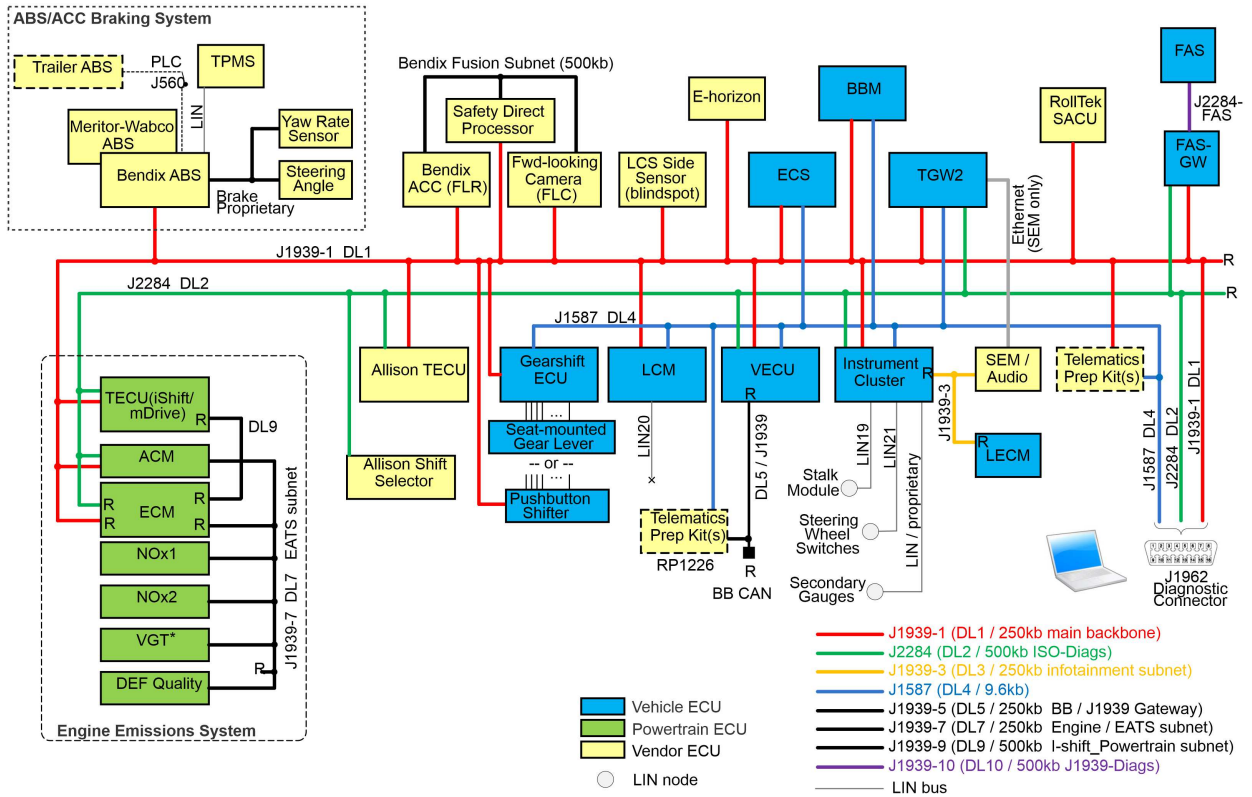 ABS/ACC Braking System
Trailer ABS
PLC
J560
TPMS
LIN
Meritor-Wabco
ABS
Bendix ABS
Yaw Rate
Sensor
Steering
Angle
Brake
Proprietary
Bendix Fusion Subnet (500kb)
Safety Direct
Processor
Bendix
ACC (FLR)
Fwd-looking
Camera
(FLC)
LCS Side
Sensor
(blindspot)
E-horizon
BBM
ECS
TGW2
Ethernet
(SEM only)
RollTek
SACU
FAS
J2284-
FAS
FAS-
GW
J1939-1 DL1
R
J2284 DL2
R
J1587 DL4
Allison TECU
Gearshift
ECU
LCM
VECU
R
Instrument
Cluster
R
SEM /
Audio
Telematics
Prep Kit(s)
...
Seat-mounted
Gear Lever
...
-- or --
...
Pushbutton
Shifter
Allison Shift
Selector
LIN20
x
DL5 / J1939
Telematics
Prep Kit(s)
RP1226
R
BB CAN
LIN19
LIN21
LIN / proprietary
J1939-3
R
LECM
Stalk
Module
Steering
Wheel
Switches
Secondary
Gauges
J1587 DL4
J2284 DL2
J1939-1 DL1
1 2 3 4 5 6 7 8
J1962
Diagnostic
Connector
TECU(iShift/
mDrive)
R
DL9
ACM
R
R
ECM
R
R
NOx1
NOx2
VGT*
R
DEF Quality
J1939-7 DL7 EATS subnet
Engine Emissions System
Vehicle ECU
Powertrain ECU
Vendor ECU
LIN node
J1939-1 (DL1 / 250kb main backbone)
J2284 (DL2 / 500kb ISO-Diags)
J1939-3 (DL3 / 250kb infotainment subnet)
J1587 (DL4 / 9.6kb)
J1939-5 (DL5 / 250kb BB / J1939 Gateway)
J1939-7 (DL7 / 250kb Engine / EATS subnet)
J1939-9 (DL9 / 500kb I-shift_Powertrain subnet)
J1939-10 (DL10 / 500kb J1939-Diags)
LIN bus